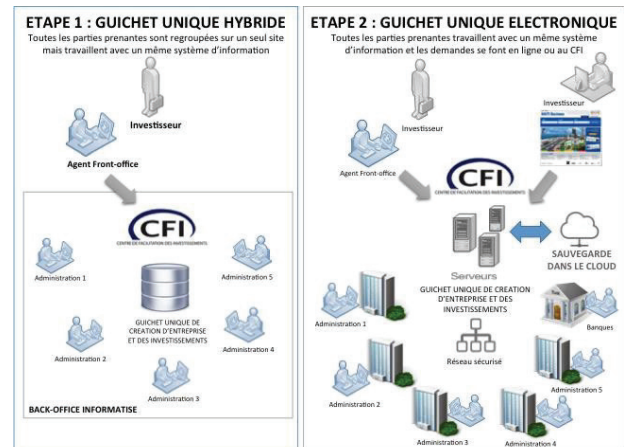 ETAPE 1 : GUICHET UNIQUE HYBRIDE
Toutes les parties prenantes sont regroupées sur un seul site
mais travaillent avec un même système d'information
Investisseur
Agent Front-office
CFI
CENTRE DE FACILITATION DES INVESTISSEMENTS
Administration 1
Administration 5
GUICHET UNIQUE DE
CREATION D'ENTREPRISE
ET DES INVESTISSEMENTS
Administration 2
Administration 4
Administration 3
BACK-OFFICE INFORMATISE
ETAPE 2 : GUICHET UNIQUE ELECTRONIQUE
Toutes les parties prenantes travaillent avec un même système
d'information et les demandes se font en ligne ou au CFI
Investisseur
Investisseur
Agent Front-office
CFI
CENTRE DE FACILITATION DES INVESTISSEMENTS
Serveurs
SAUVEGARDE
DANS LE CLOUD
GUICHET UNIQUE DE CREATION
D'ENTREPRISE ET DES
INVESTISSEMENTS
Administration 1
Banques
Réseau sécurisé
Administration 2
Administration 5
Administration 3
Administration 4